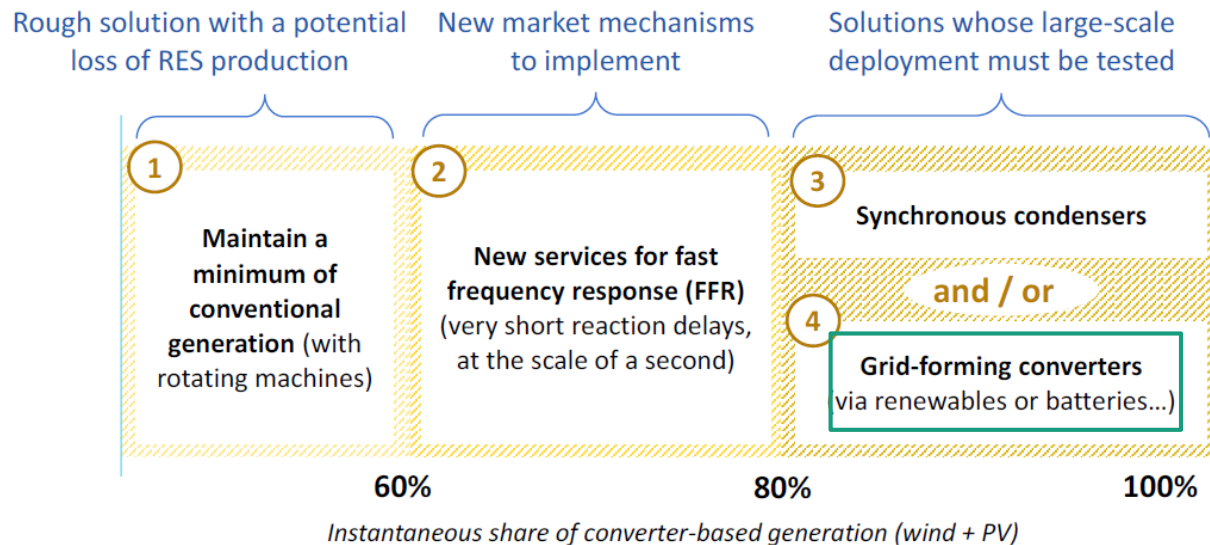 Rough solution with a potential
loss of RES production
New market mechanisms
to implement
Solutions whose large-scale
deployment must be tested
1
Maintain a
minimum of
conventional
generation (with
rotating machines)
2
New services for fast
frequency response (FFR)
(very short reaction delays,
at the scale of a second)
3
Synchronous condensers
and / or
4
Grid-forming converters
(via renewables or batteries...)
60%
80%
100%
Instantaneous share of converter-based generation (wind + PV)